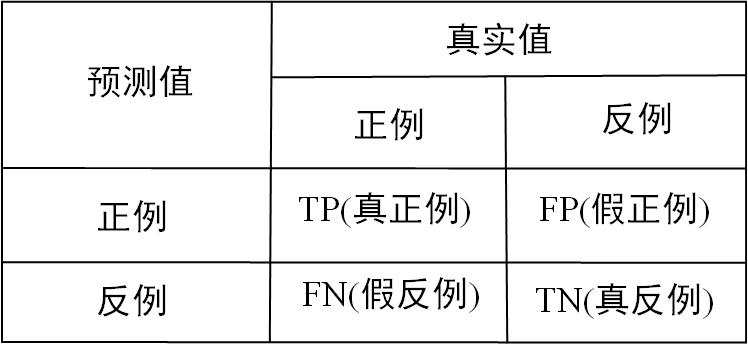 预测值
真实值
正例
反例
正例
TP(真正例)
FP(假正例)
反例
FN(假反例)
TN(真反例)